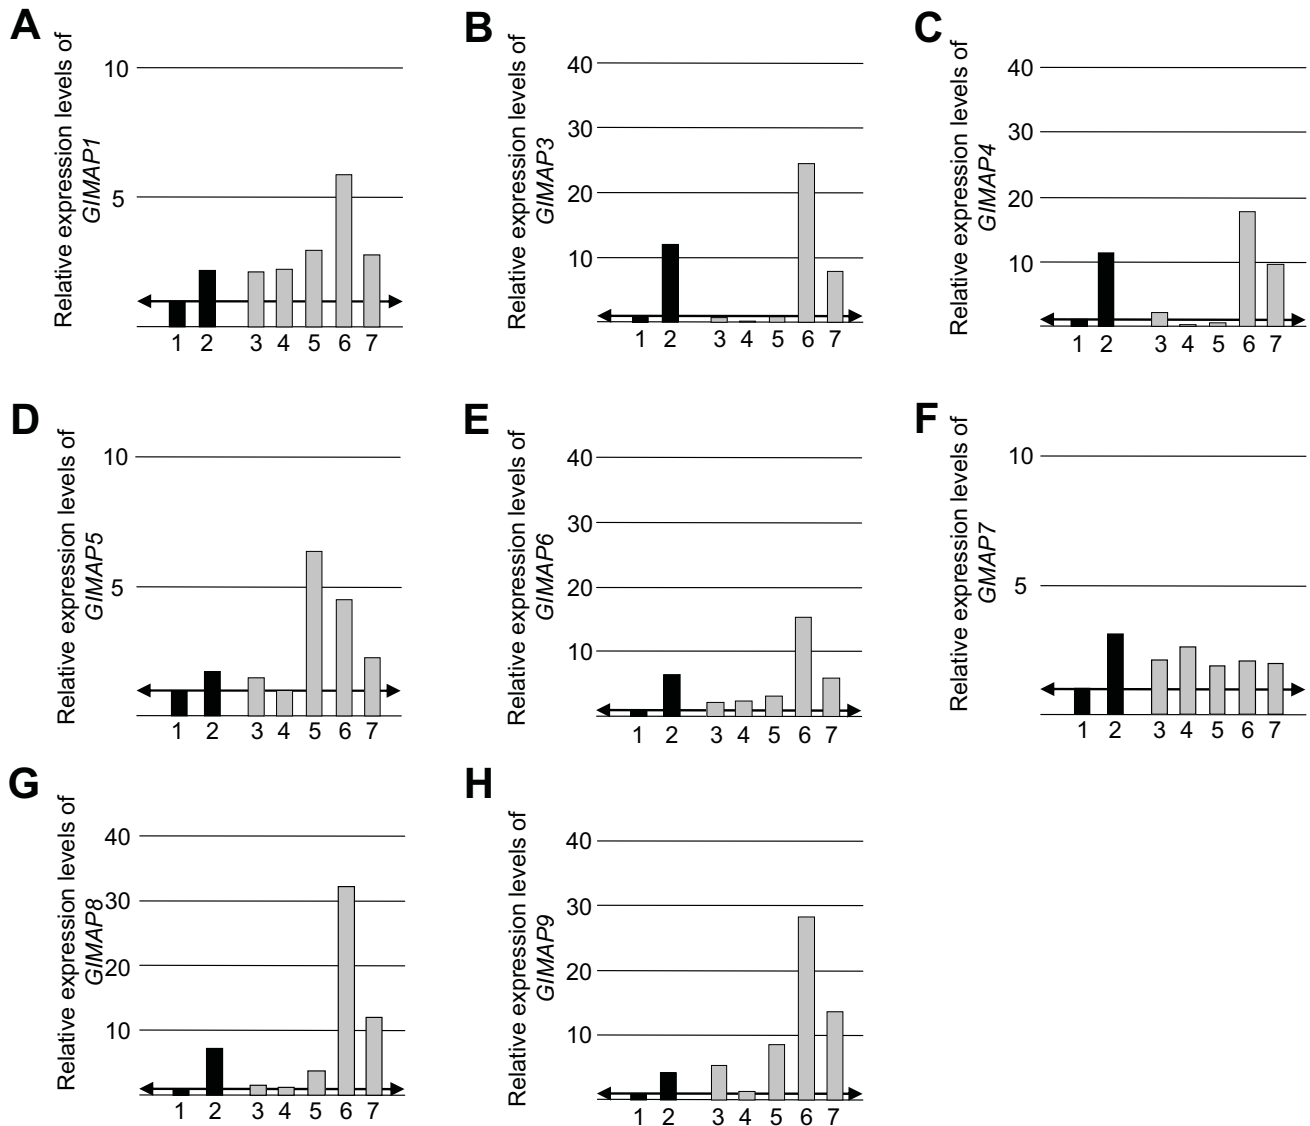 A
Relative expression levels of
GIMAP1
10
5
1 2 3 4 5 6 7
B
Relative expression levels of
GIMAP3
40
30
20
10
1 2 3 4 5 6 7
C
Relative expression levels of
GIMAP4
40
30
20
10
1 2 3 4 5 6 7
D
Relative expression levels of
GIMAP5
10
5
1 2 3 4 5 6 7
E
Relative expression levels of
GIMAP6
40
30
20
10
1 2 3 4 5 6 7
F
Relative expression levels of
GMAP7
10
5
1 2 3 4 5 6 7
G
Relative expression levels of
GIMAP8
40
30
20
10
1 2 3 4 5 6 7
H
Relative expression levels of
GIMAP9
40
30
20
10
1 2 3 4 5 6 7